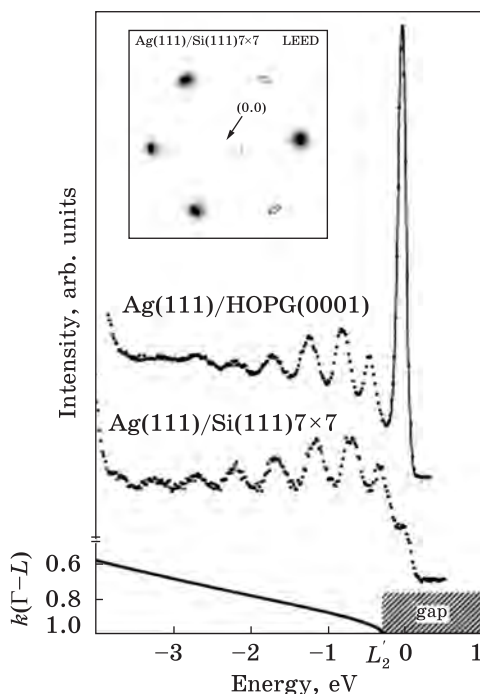 Ag(111)/Si(111)7×7 LEED
(0.0)
Intensity, arb. units
Ag(111)/HOPG(0001)
Ag(111)/Si(111)7×7
k(Γ–L)
0.6
0.8
1.0
gap
–3 –2 –1 L′2 0 1
Energy, eV